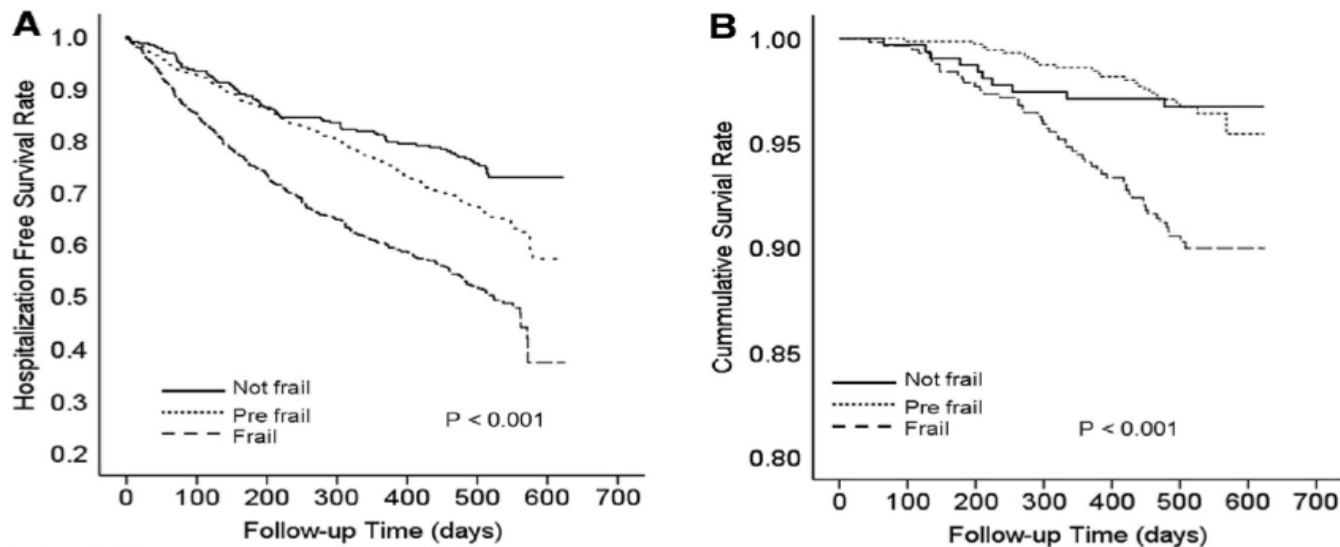 A
Hospitalization Free Survival Rate
1.0
0.9
0.8
0.7
0.6
0.5
0.4
0.3
0.2
Not frail
Pre frail
Frail
P < 0.001
0 100 200 300 400 500 600 700
Follow-up Time (days)
B
Cummulative Survial Rate
1.00
0.95
0.90
0.85
0.80
Not frail
Pre frail
Frail
P < 0.001
0 100 200 300 400 500 600 700
Follow-up Time (days)